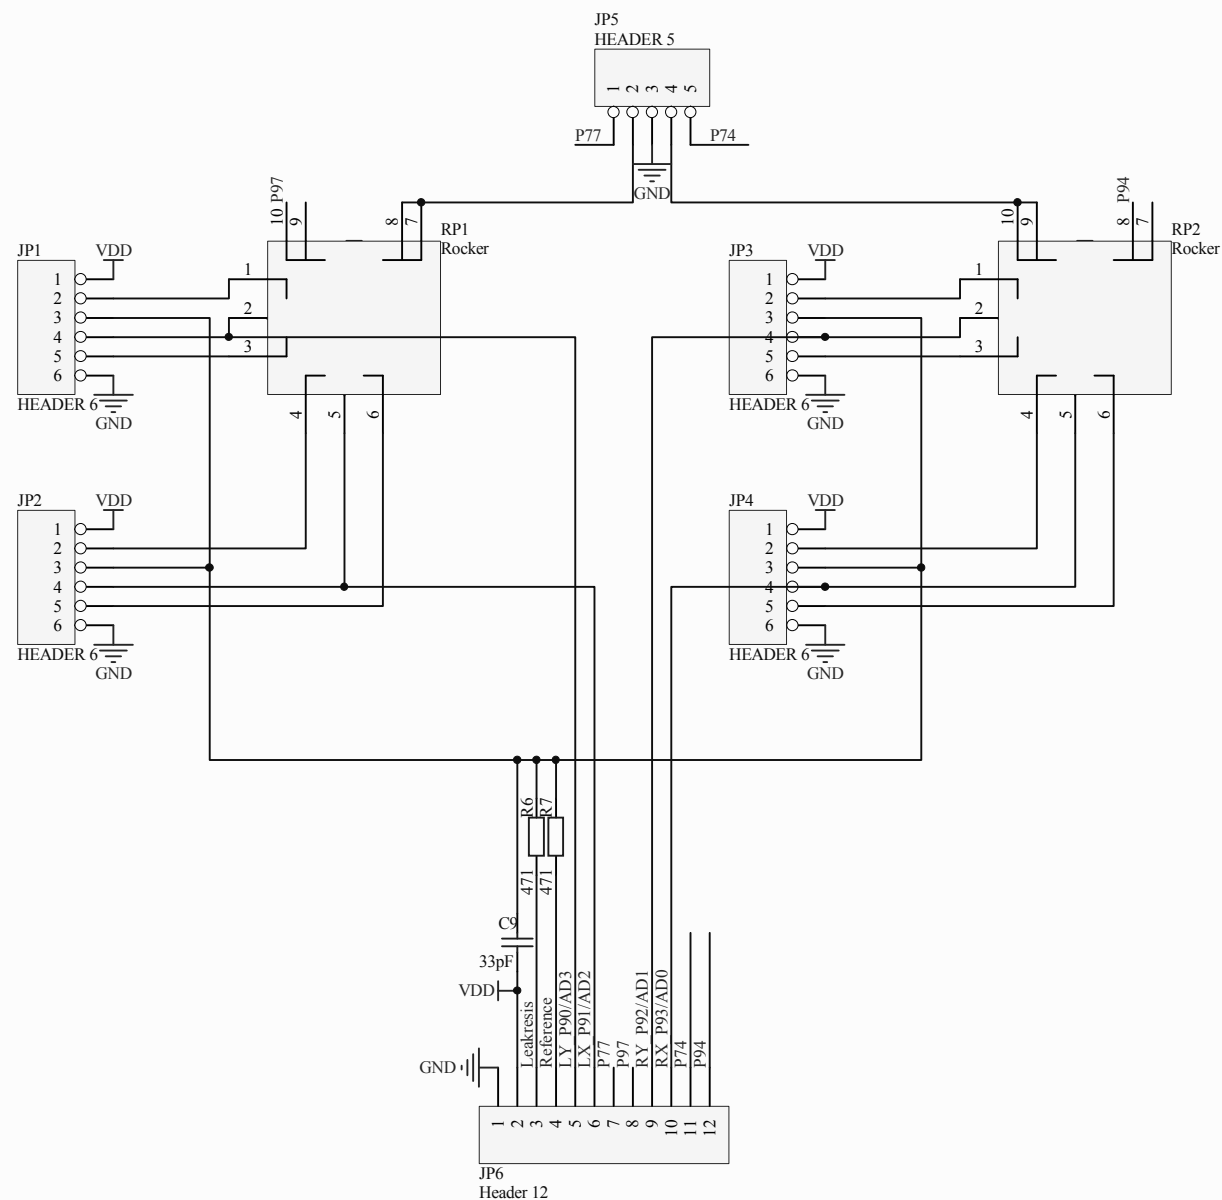 JP5
HEADER 5
1 2 3 4 5
P77
P74
GND
10 P97
9
8
7
RP1
Rocker
10
9
P94
8
7
RP2
Rocker
JP1
VDD
1
2
3
4
5
6
HEADER 6
GND
1
2
3
4
5
6
JP3
VDD
1
2
3
4
5
6
HEADER 6
GND
1
2
3
4
5
6
JP2
VDD
1
2
3
4
5
6
HEADER 6
GND
JP4
VDD
1
2
3
4
5
6
HEADER 6
GND
R6
R7
471
471
C9
33pF
VDD
GND
Leakresis
Reference
LY P90/AD3
LX P91/AD2
P77
P97
RY P92/AD1
RX P93/AD0
P74
P94
1 2 3 4 5 6 7 8 9 10 11 12
JP6
Header 12